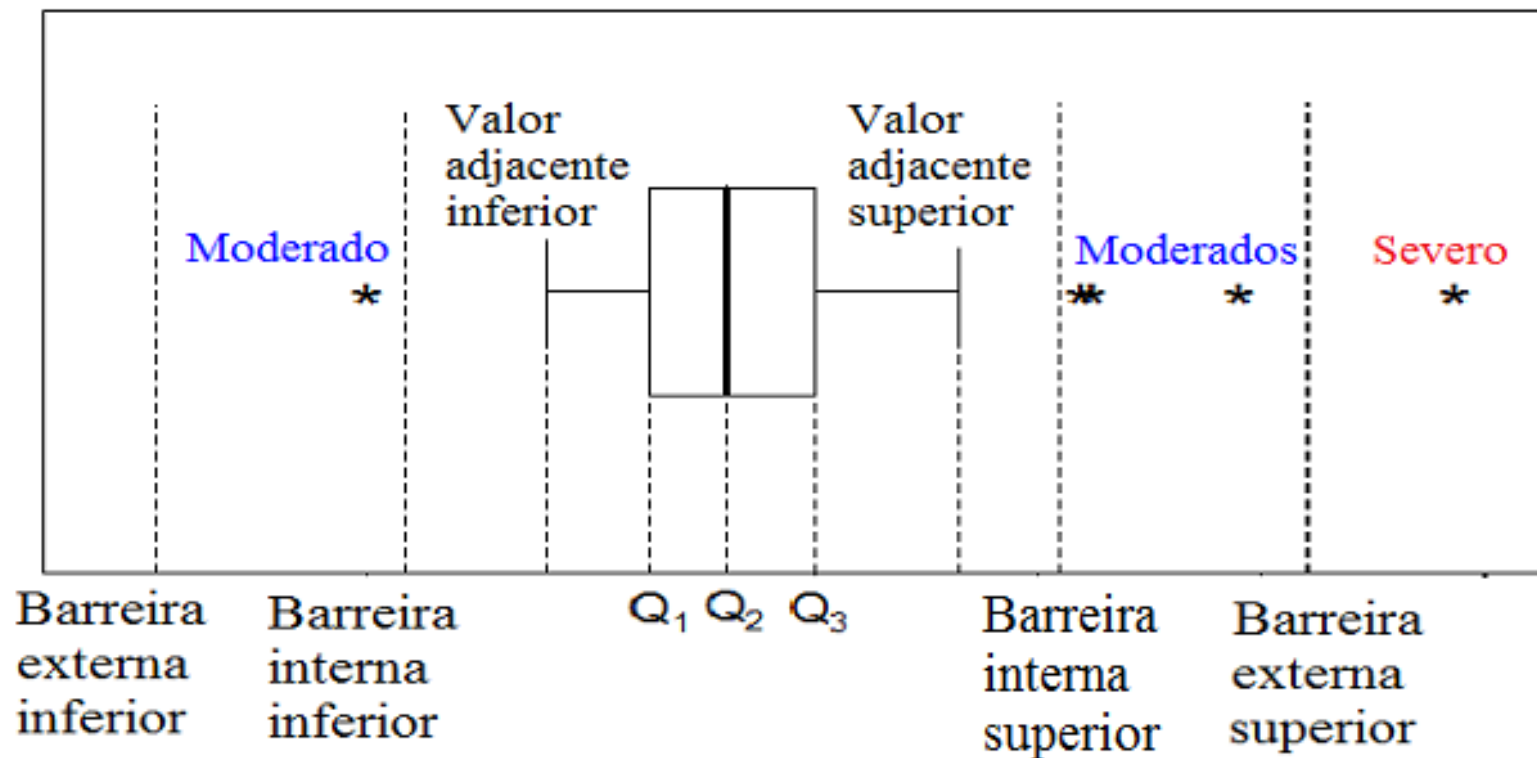 Valor
adjacente
inferior
Valor
adjacente
superior
Moderado
*
Moderados
***
Severo
*
Barreira
externa
inferior
Barreira
interna
inferior
Q₁
Q₂
Q₃
Barreira
interna
superior
Barreira
externa
superior